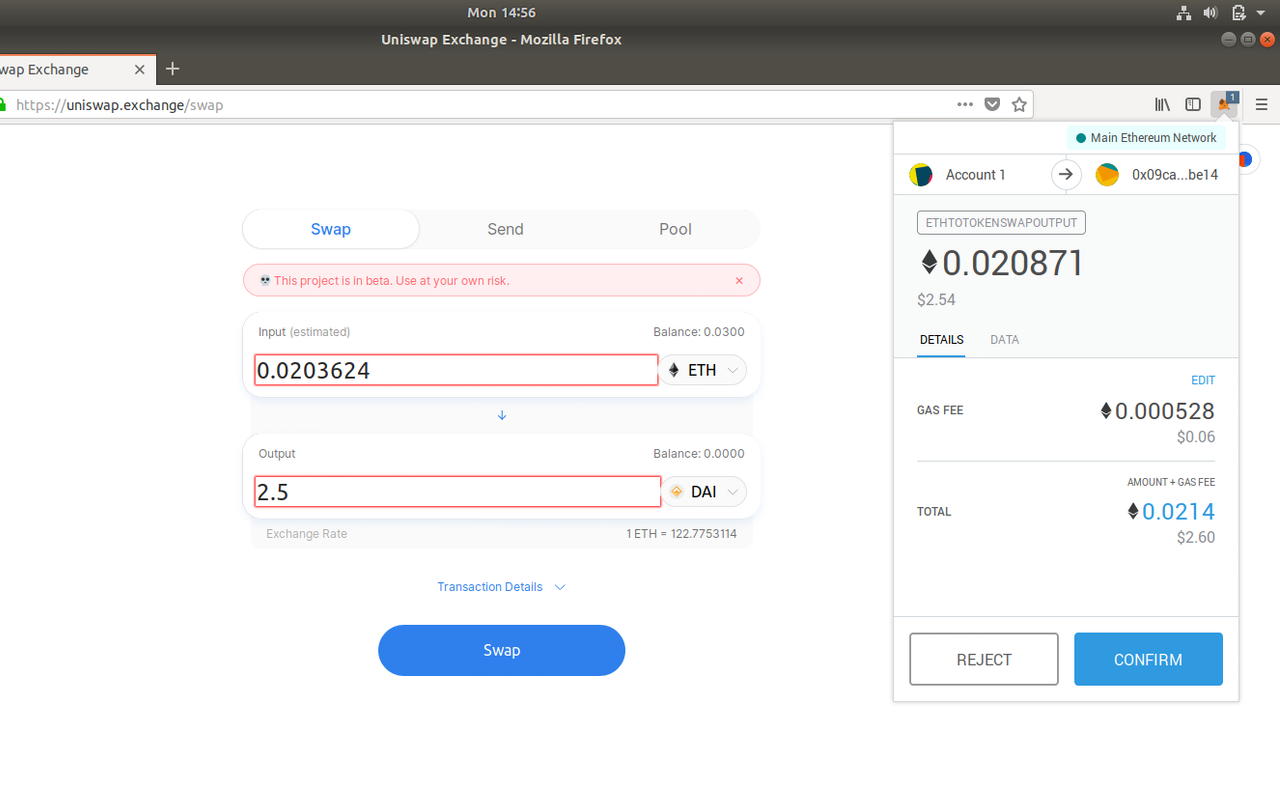 Mon 14:56
Uniswap Exchange - Mozilla Firefox
wap Exchange
https://uniswap.exchange/swap
1
Main Ethereum Network
Account 1
0x09ca...be14
Swap
Send
Pool
This project is in beta. Use at your own risk.
Input (estimated)
Balance: 0.0300
0.0203624
ETH
Output
Balance: 0.0000
2.5
DAI
Exchange Rate
1 ETH = 122.7753114
Transaction Details
Swap
ETHTOTOKENSWAPOUTPUT
0.020871
$2.54
DETAILS
DATA
EDIT
GAS FEE
0.000528
$0.06
AMOUNT + GAS FEE
TOTAL
0.0214
$2.60
REJECT
CONFIRM